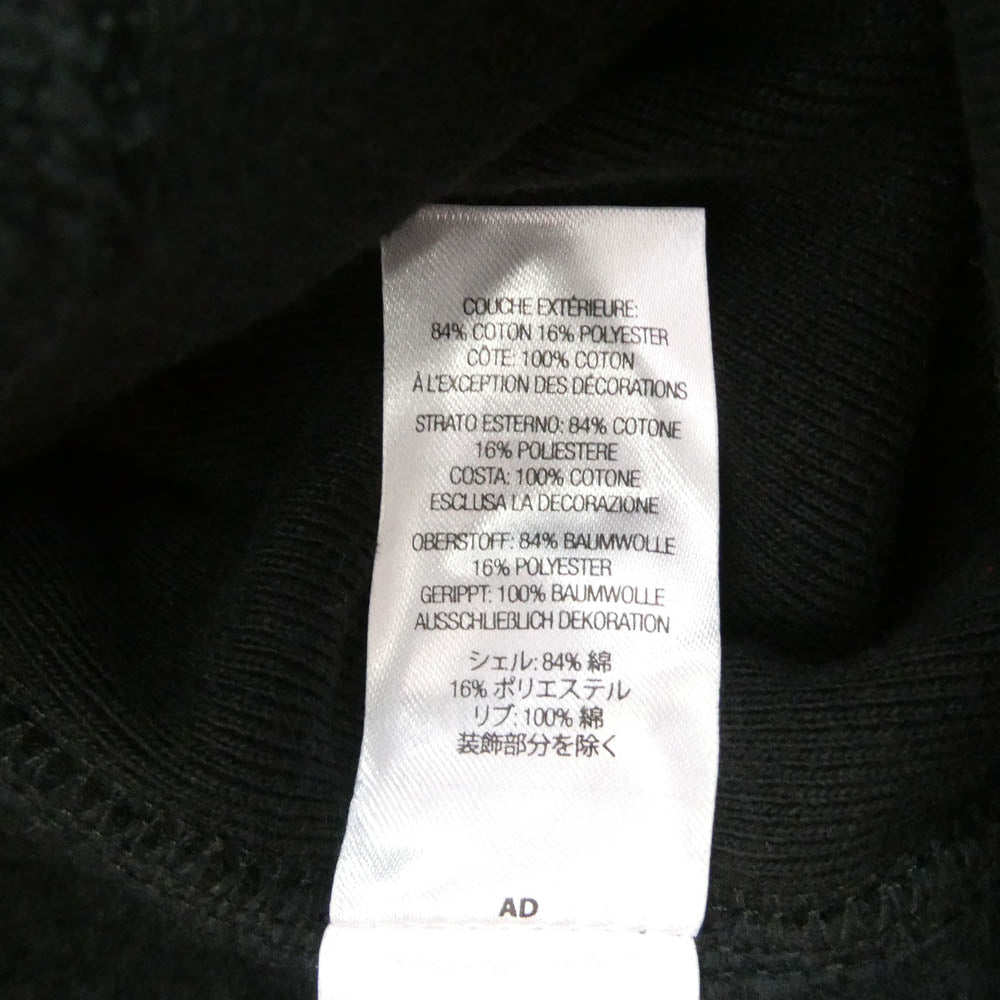 COUCHE EXTÉRIEURE:
84% COTON 16% POLYESTER
CÔTE: 100% COTON
À L'EXCEPTION DES DÉCORATIONS
STRATO ESTERNO: 84% COTONE
16% POLIESTERE
COSTA: 100% COTONE
ESCLUSA LA DECORAZIONE
OBERSTOFF: 84% BAUMWOLLE
16% POLYESTER
GERIPPT: 100% BAUMWOLLE
AUSSCHLIEBLICH DEKORATION
シェル: 84% 綿
16% ポリエステル
リブ: 100% 綿
装飾部分を除く
AD